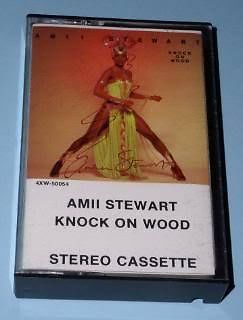 AMII STEWART
KNOCK
ON
WOOD
4XW-50054
AMII STEWART
KNOCK ON WOOD
STEREO CASSETTE